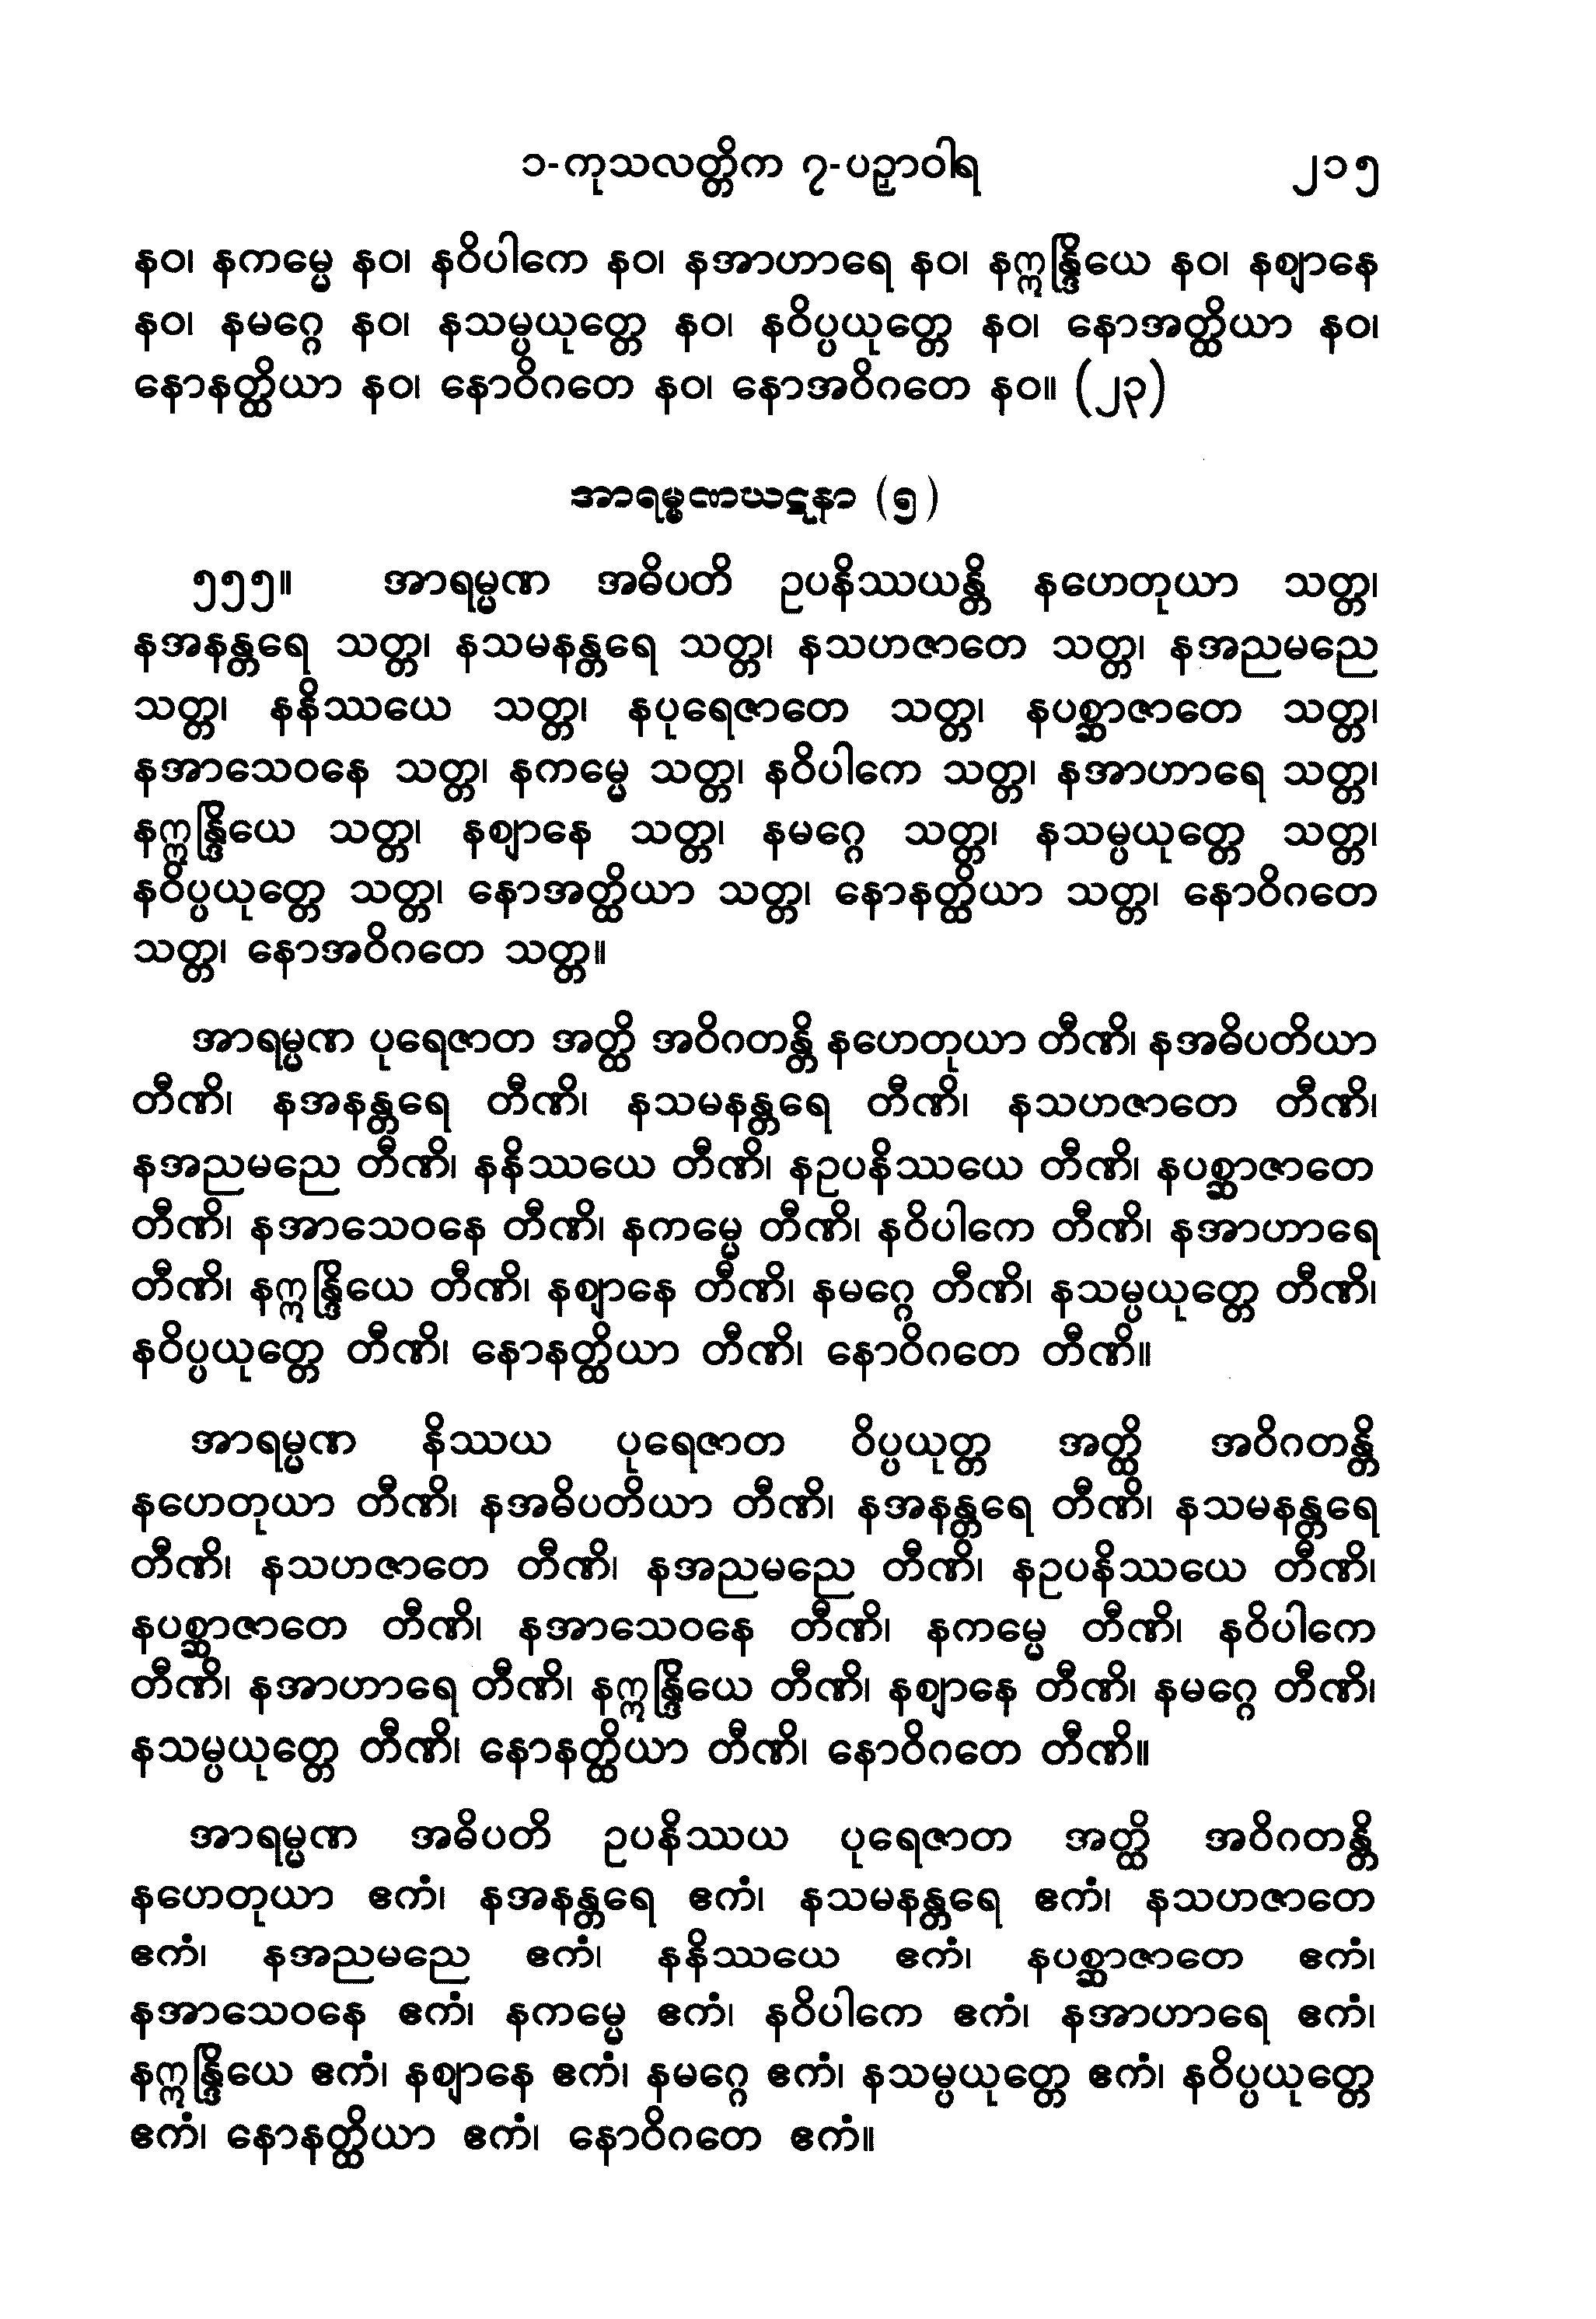 ၁-ကုသလတ္တိက ၇-ပဉှာဝါရ ၂၁၅
နဝ၊ နကမ္မေ နဝ၊ နဝိပါကေ နဝ၊ နအာဟာရေ နဝ၊ နဣန္ဒြိယေ နဝ၊ နဈာနေ
နဝ၊ နမဂ္ဂေ နဝ၊ နသမ္ပယုတ္တေ နဝ၊ နဝိပ္ပယုတ္တေ နဝ၊ နောအတ္ထိယာ နဝ၊
နောနတ္ထိယာ နဝ၊ နောဝိဂတေ နဝ၊ နောအဝိဂတေ နဝ။ (၂၃)
အာရမ္မဏဃဋနာ (၅)
၅၅၅။ အာရမ္မဏ အဓိပတိ ဥပနိဿယန္တိ နဟေတုယာ သတ္တ၊
နအနန္တရေ သတ္တ၊ နသမနန္တရေ သတ္တ၊ နသဟဇာတေ သတ္တ၊ နအညမညေ
သတ္တ၊ နနိဿယေ သတ္တ၊ နပုရေဇာတေ သတ္တ၊ နပစ္ဆာဇာတေ သတ္တ၊
နအာသေဝနေ သတ္တ၊ နကမ္မေ သတ္တ၊ နဝိပါကေ သတ္တ၊ နအာဟာရေ သတ္တ၊
နဣန္ဒြိယေ သတ္တ၊ နဈာနေ သတ္တ၊ နမဂ္ဂေ သတ္တ၊ နသမ္ပယုတ္တေ သတ္တ၊
နဝိပ္ပယုတ္တေ သတ္တ၊ နောအတ္ထိယာ သတ္တ၊ နောနတ္ထိယာ သတ္တ၊ နောဝိဂတေ
သတ္တ၊ နောအဝိဂတေ သတ္တ။
အာရမ္မဏ ပုရေဇာတ အတ္ထိ အဝိဂတန္တိ နဟေတုယာ တီဏိ၊ နအဓိပတိယာ
တီဏိ၊ နအနန္တရေ တီဏိ၊ နသမနန္တရေ တီဏိ၊ နသဟဇာတေ တီဏိ၊
နအညမညေ တီဏိ၊ နနိဿယေ တီဏိ၊ နဥပနိဿယေ တီဏိ၊ နပစ္ဆာဇာတေ
တီဏိ၊ နအာသေဝနေ တီဏိ၊ နကမ္မေ တီဏိ၊ နဝိပါကေ တီဏိ၊ နအာဟာရေ
တီဏိ၊ နဣန္ဒြိယေ တီဏိ၊ နဈာနေ တီဏိ၊ နမဂ္ဂေ တီဏိ၊ နသမ္ပယုတ္တေ တီဏိ၊
နဝိပ္ပယုတ္တေ တီဏိ၊ နောနတ္ထိယာ တီဏိ၊ နောဝိဂတေ တီဏိ။
အာရမ္မဏ နိဿယ ပုရေဇာတ ဝိပ္ပယုတ္တ အတ္ထိ အဝိဂတန္တိ
နဟေတုယာ တီဏိ၊ နအဓိပတိယာ တီဏိ၊ နအနန္တရေ တီဏိ၊ နသမနန္တရေ
တီဏိ၊ နသဟဇာတေ တီဏိ၊ နအညမညေ တီဏိ၊ နဥပနိဿယေ တီဏိ၊
နပစ္ဆာဇာတေ တီဏိ၊ နအာသေဝနေ တီဏိ၊ နကမ္မေ တီဏိ၊ နဝိပါကေ
တီဏိ၊ နအာဟာရေ တီဏိ၊ နဣန္ဒြိယေ တီဏိ၊ နဈာနေ တီဏိ၊ နမဂ္ဂေ တီဏိ၊
နသမ္ပယုတ္တေ တီဏိ၊ နောနတ္ထိယာ တီဏိ၊ နောဝိဂတေ တီဏိ။
အာရမ္မဏ အဓိပတိ ဥပနိဿယ ပုရေဇာတ အတ္ထိ အဝိဂတန္တိ
နဟေတုယာ ဧကံ၊ နအနန္တရေ ဧကံ၊ နသမနန္တရေ ဧကံ၊ နသဟဇာတေ
ဧကံ၊ နအညမညေ ဧကံ၊ နနိဿယေ ဧကံ၊ နပစ္ဆာဇာတေ ဧကံ၊
နအာသေဝနေ ဧကံ၊ နကမ္မေ ဧကံ၊ နဝိပါကေ ဧကံ၊ နအာဟာရေ ဧကံ၊
နဣန္ဒြိယေ ဧကံ၊ နဈာနေ ဧကံ၊ နမဂ္ဂေ ဧကံ၊ နသမ္ပယုတ္တေ ဧကံ၊ နဝိပ္ပယုတ္တေ
ဧကံ၊ နောနတ္ထိယာ ဧကံ၊ နောဝိဂတေ ဧကံ။